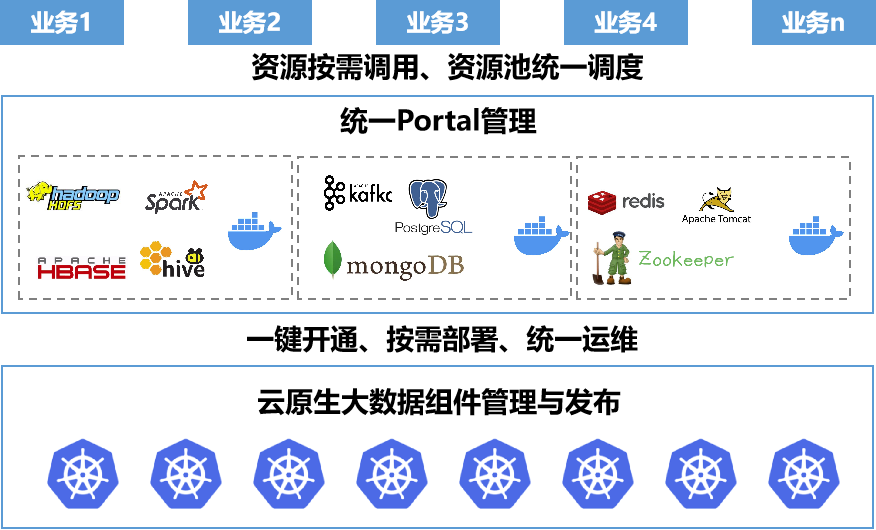 业务1
业务2
业务3
业务4
业务n
资源按需调用、资源池统一调度
统一Portal管理
hadoop
HDFS
APACHE
Spark
APACHE
HBASE
hive
kafkc
PostgreSQL
mongoDB
redis
Apache Tomcat
Zookeeper
一键开通、按需部署、统一运维
云原生大数据组件管理与发布